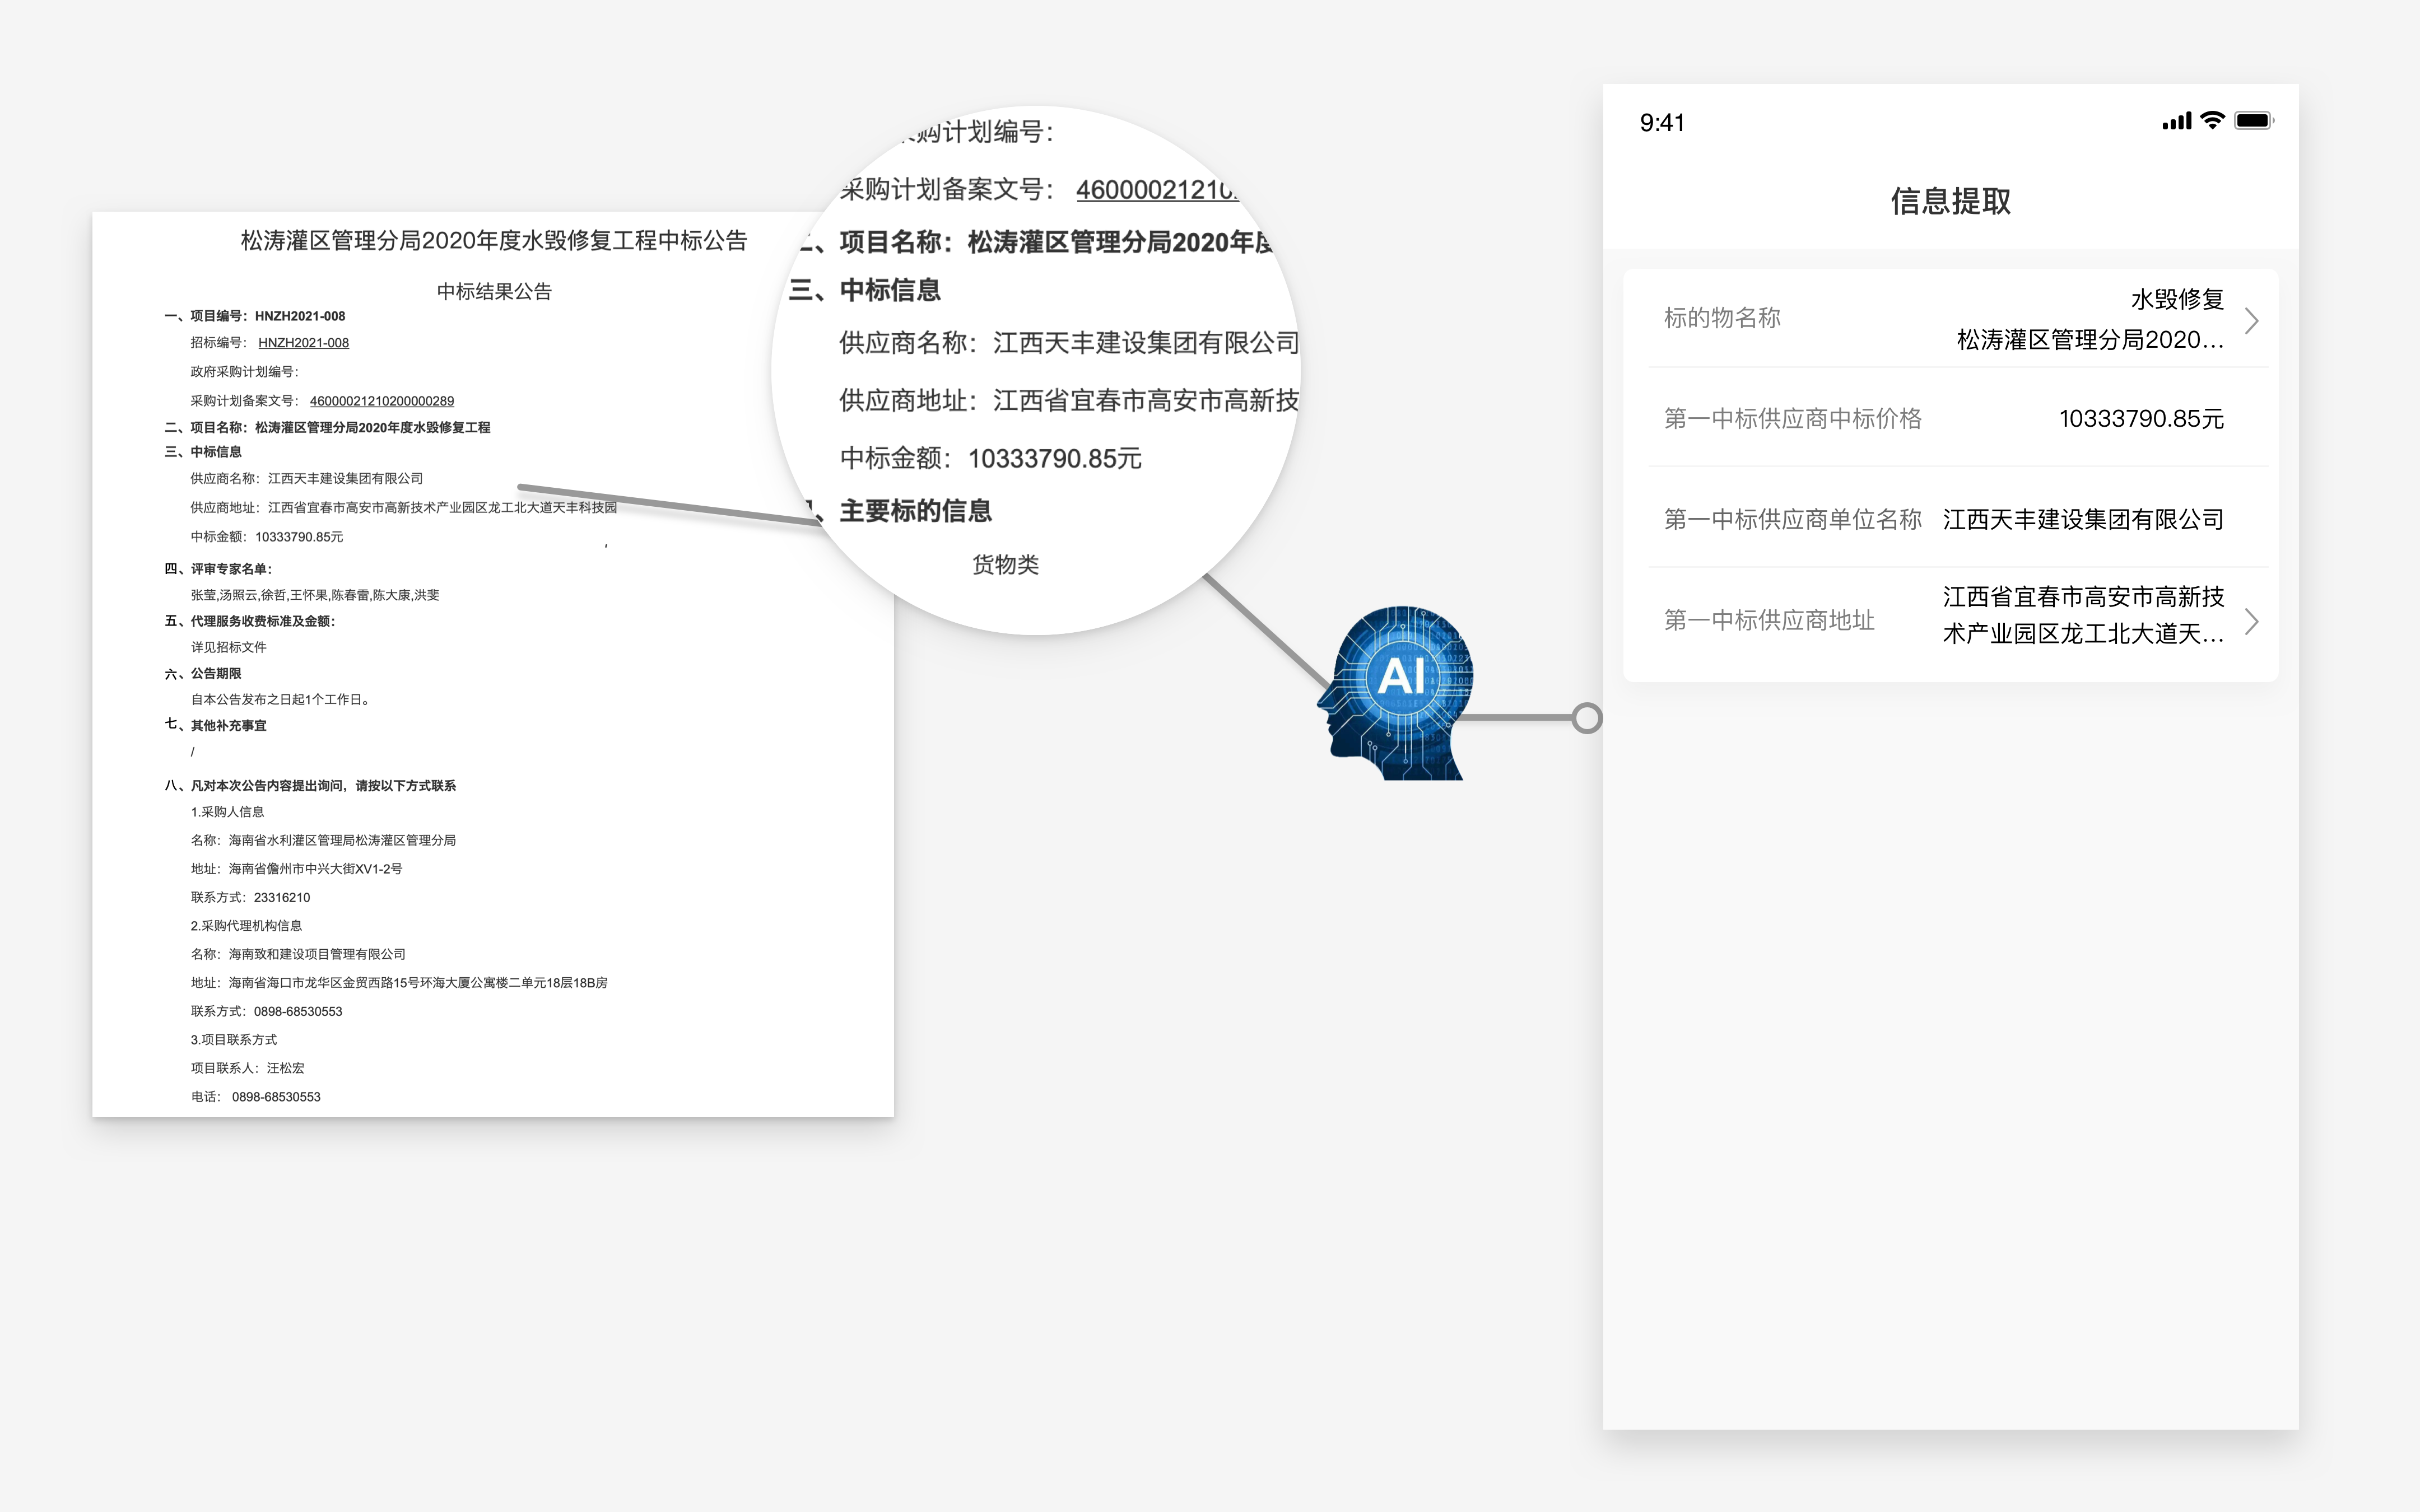 松涛灌区管理分局2020年度水毁修复工程中标公告
中标结果公告
一、项目编号：HNZH2021-008
招标编号： HNZH2021-008
政府采购计划编号：
采购计划备案文号： 46000021210200000289
二、项目名称：松涛灌区管理分局2020年度水毁修复工程
三、中标信息
供应商名称：江西天丰建设集团有限公司
供应商地址：江西省宜春市高安市高新技术产业园区龙工北大道天丰科技园
中标金额：10333790.85元
四、评审专家名单：
张莹,汤照云,徐哲,王怀果,陈春雷,陈大康,洪斐
五、代理服务收费标准及金额：
详见招标文件
六、公告期限
自本公告发布之日起1个工作日。
七、其他补充事宜
/
八、凡对本次公告内容提出询问，请按以下方式联系
1.采购人信息
名称：海南省水利灌区管理局松涛灌区管理分局
地址：海南省儋州市中兴大街XV1-2号
联系方式：23316210
2.采购代理机构信息
名称：海南致和建设项目管理有限公司
地址：海南省海口市龙华区金贸西路15号环海大厦公寓楼二单元18层18B房
联系方式：0898-68530553
3.项目联系方式
项目联系人：汪松宏
电话： 0898-68530553
购计划编号：
采购计划备案文号： 46000021210
、项目名称：松涛灌区管理分局2020年度
三、中标信息
供应商名称：江西天丰建设集团有限公司
供应商地址：江西省宜春市高安市高新技
中标金额：10333790.85元
、主要标的信息
货物类
AI
9:41
信息提取
标的物名称
水毁修复
松涛灌区管理分局2020...
第一中标供应商中标价格 10333790.85元
第一中标供应商单位名称 江西天丰建设集团有限公司
第一中标供应商地址
江西省宜春市高安市高新技
术产业园区龙工北大道天...